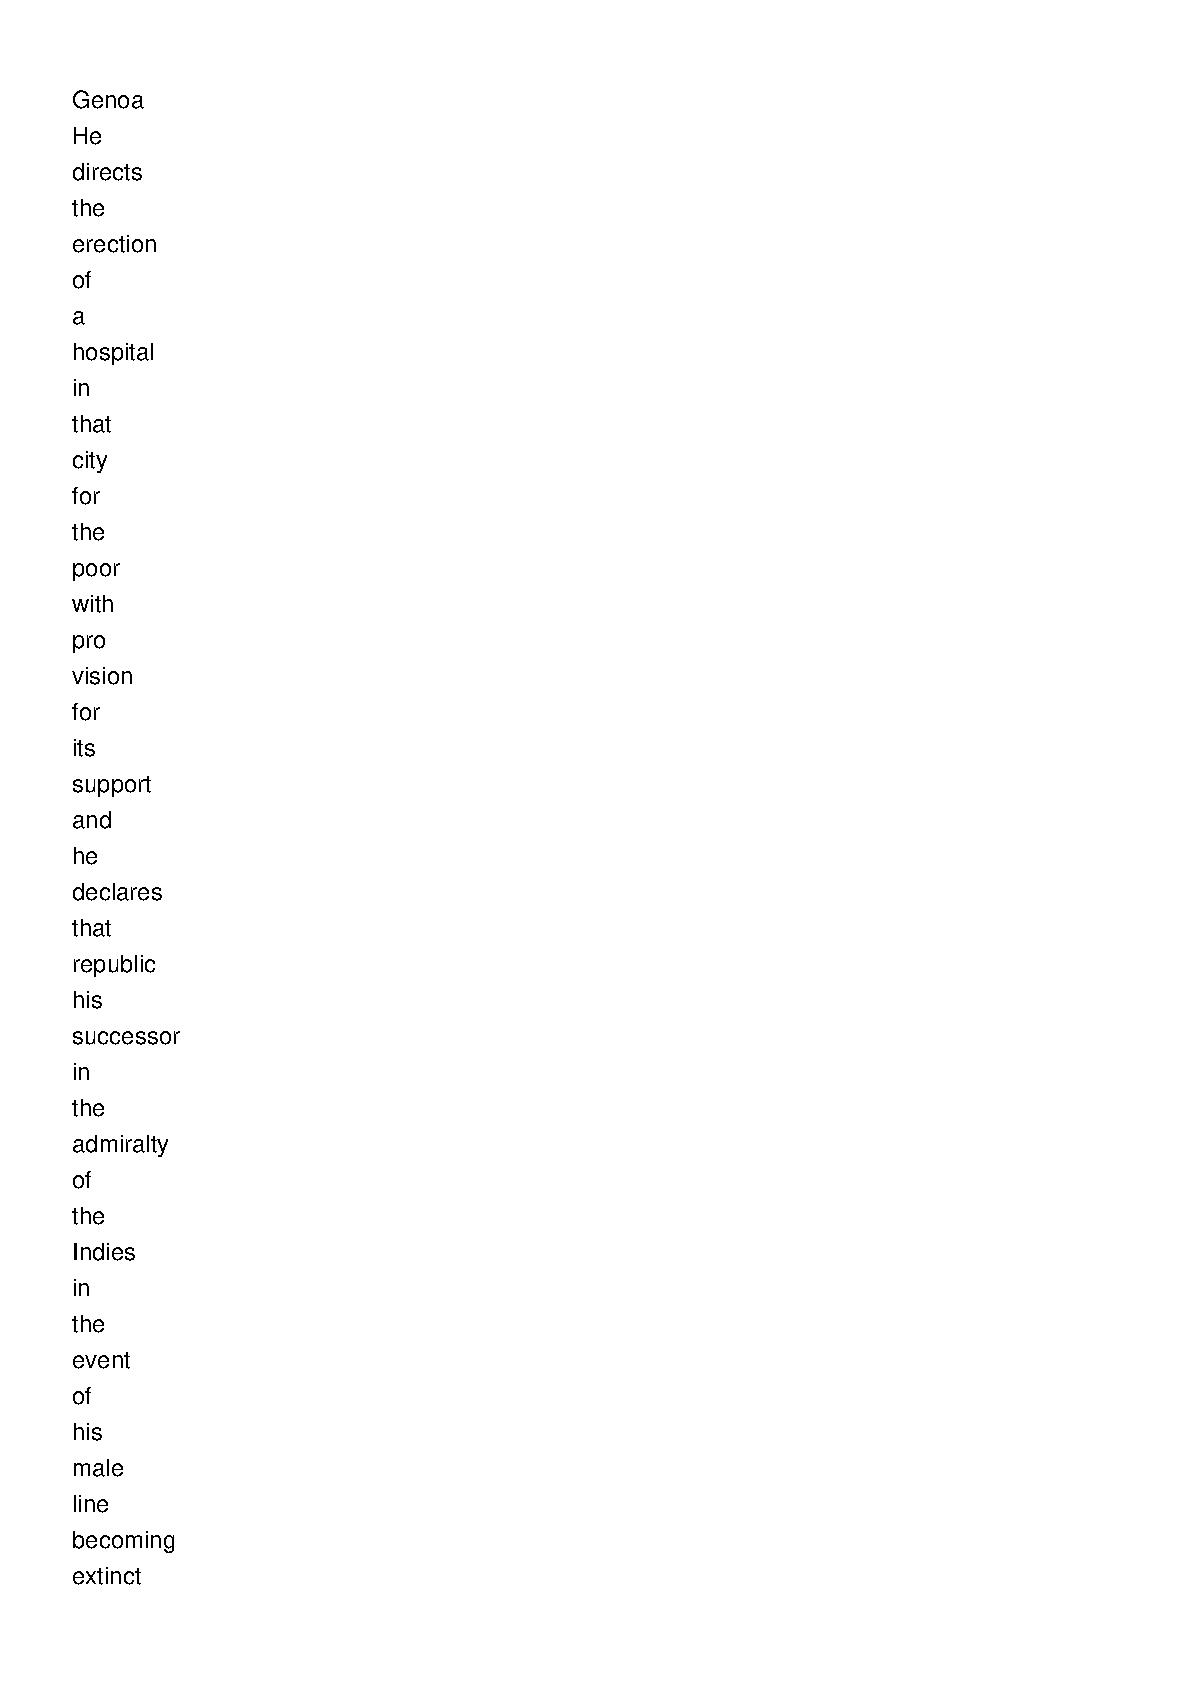 Genoa
He
directs
the
erection
of
a
hospital
in
that
city
for
the
poor
with
pro
vision
for
its
support
and
he
declares
that
republic
his
successor
in
the
admiralty
of
the
Indies
in
the
event
of
his
male
line
becoming
extinct